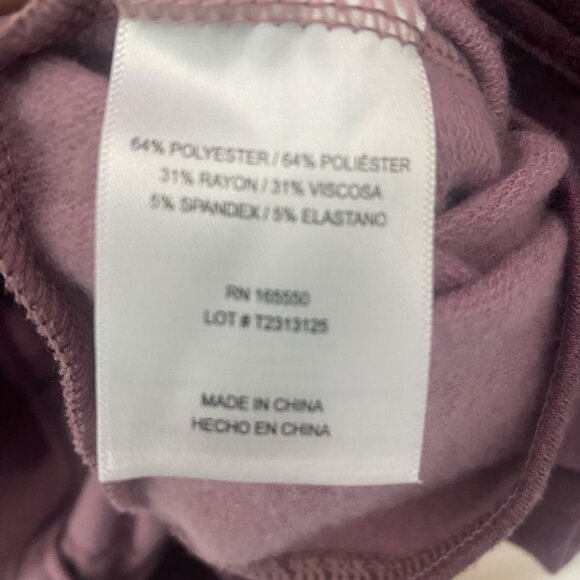 64% POLYESTER / 64% POLIÉSTER
31% RAYON / 31% VISCOSA
5% SPANDEX / 5% ELASTANO
RN 165550
LOT # T2313125
MADE IN CHINA
HECHO EN CHINA